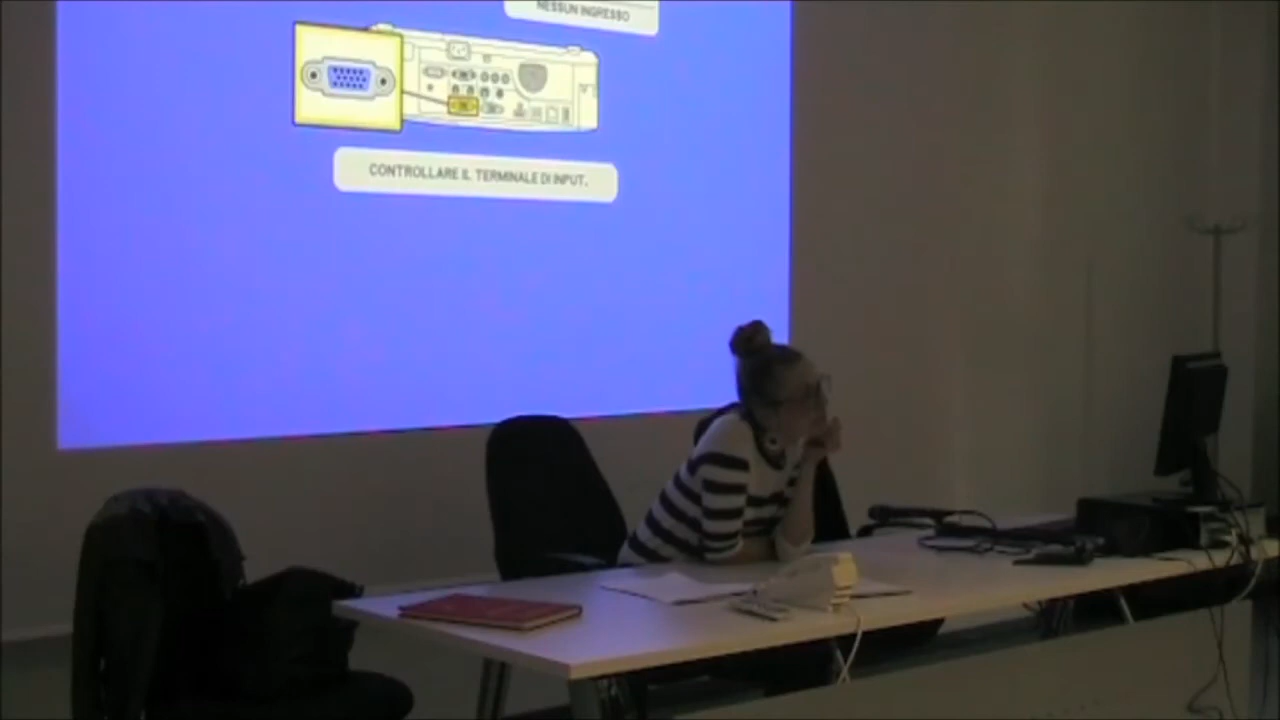 NESSUN INGRESSO
CONTROLLARE IL TERMINALE DI INPUT.